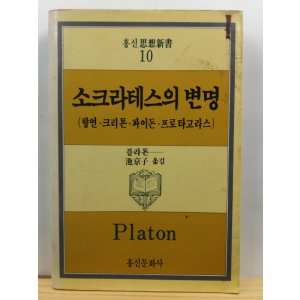 홍신 思想新書
10
소크라테스의 변명
(향연·크리톤·파이돈·프로타고라스)
플라톤
池京子 옮김
Platon
홍신문화사